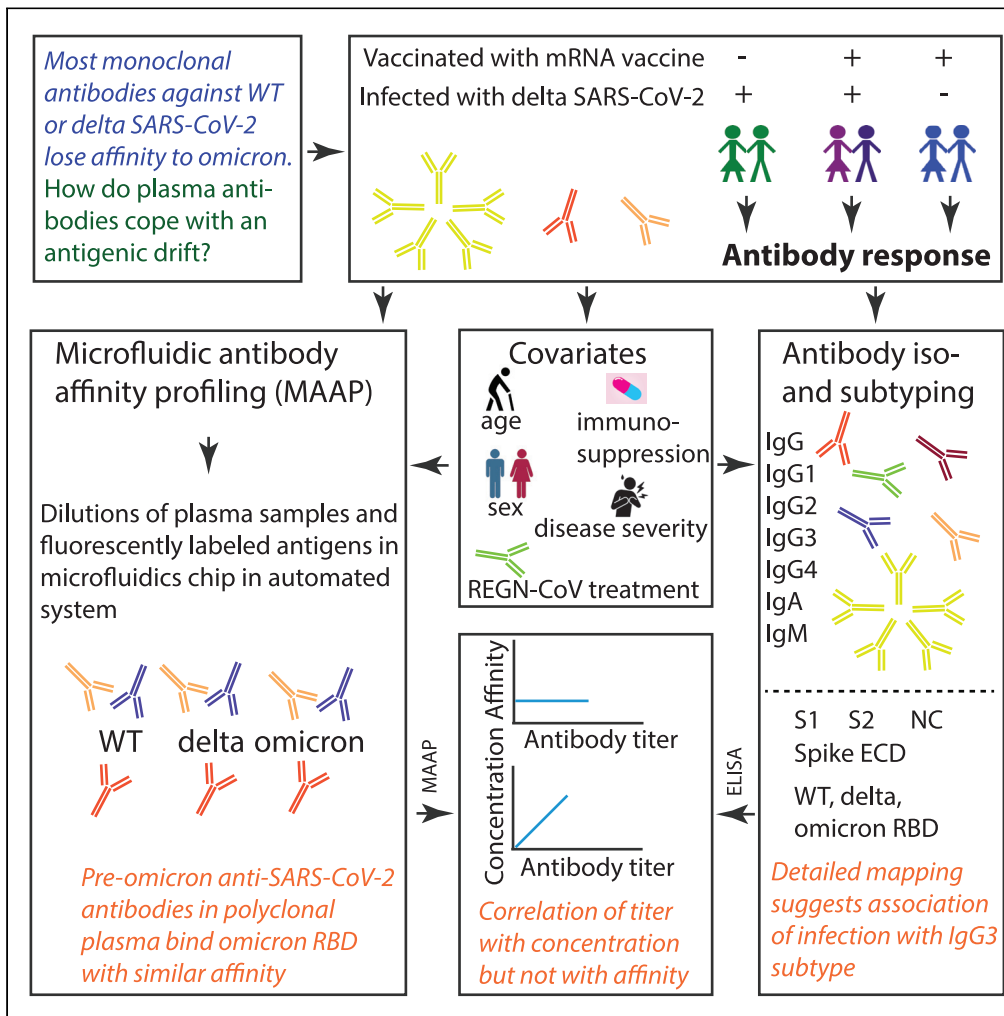 Most monoclonal
antibodies against WT
or delta SARS-CoV-2
lose affinity to omicron.
How do plasma anti-
bodies cope with an
antigenic drift?
Vaccinated with mRNA vaccine - + +
Infected with delta SARS-CoV-2 + + -
Antibody response
Microfluidic antibody
affinity profiling (MAAP)
Dilutions of plasma samples and
fluorescently labeled antigens in
microfluidics chip in automated
system
WT delta omicron
Pre-omicron anti-SARS-CoV-2
antibodies in polyclonal
plasma bind omicron RBD
with similar affinity
Covariates
age
immuno-
suppression
sex
disease severity
REGN-CoV treatment
MAAP
Affinity
Antibody titer
Concentration
Antibody titer
ELISA
Correlation of titer
with concentration
but not with affinity
Antibody iso-
and subtyping
IgG
IgG1
IgG2
IgG3
IgG4
IgA
IgM
S1 S2 NC
Spike ECD
WT, delta,
omicron RBD
Detailed mapping
suggests association
of infection with IgG3
subtype